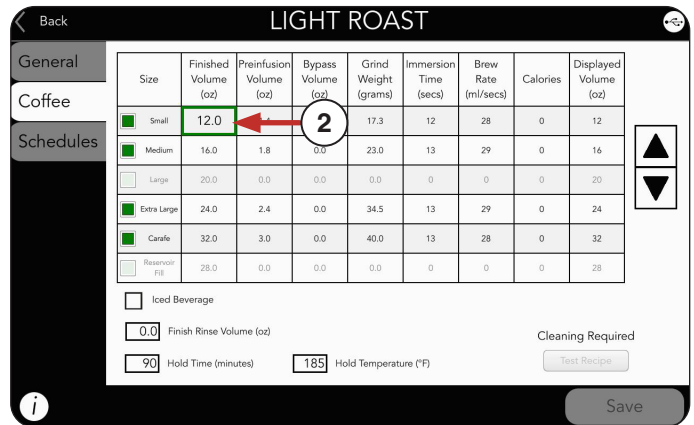 Back
LIGHT ROAST
General
Coffee
Schedules
Size Finished Volume (oz) Preinfusion Volume (oz) Bypass Volume (oz) Grind Weight (grams) Immersion Time (secs) Brew Rate (ml/secs) Calories Displayed Volume (oz)
Small 12.0 2 17.3 12 28 0 12
Medium 16.0 1.8 0.0 23.0 13 29 0 16
Large 20.0 0.0 0.0 0.0 0 0 0 20
Extra Large 24.0 2.4 0.0 34.5 13 29 0 24
Carafe 32.0 3.0 0.0 40.0 13 28 0 32
Reservoir Fill 28.0 0.0 0.0 0.0 0 0 0 28
Iced Beverage
0.0 Finish Rinse Volume (oz)
Cleaning Required
90 Hold Time (minutes) 185 Hold Temperature (°F) Test Recipe
i
Save